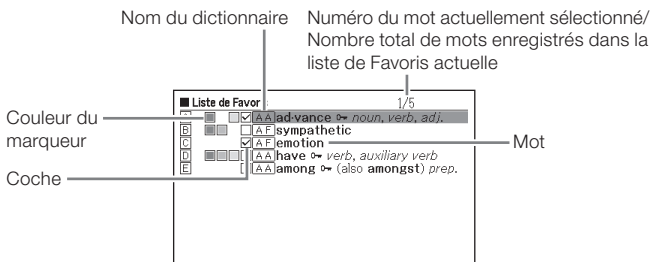 Nom du dictionnaire
Numéro du mot actuellement sélectionné/
Nombre total de mots enregistrés dans la
liste de Favoris actuelle
Couleur du
marqueur
Coche
Mot
Liste de Favor 1/5
A AA ad·vance noun, verb, adj.
B AF sympathetic
C AF emotion
D AA have verb, auxiliary verb
E AA among (also amongst) prep.